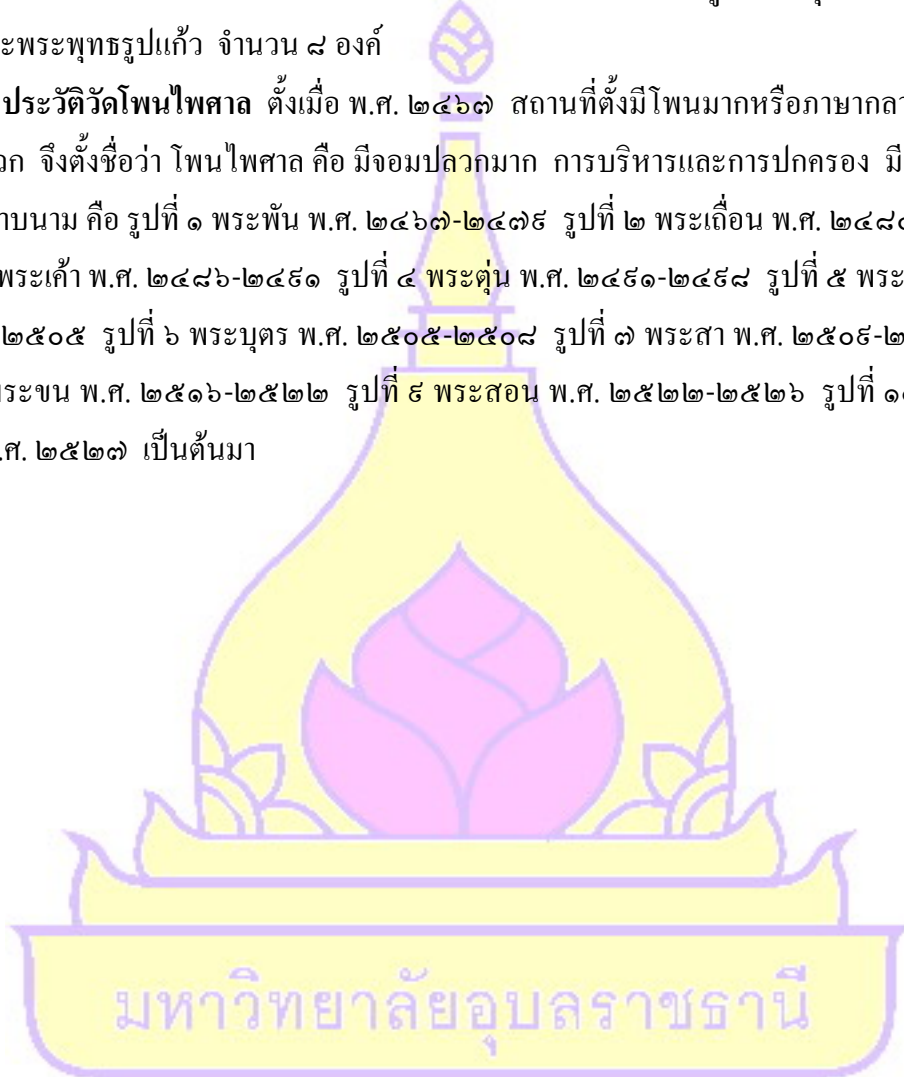 ะพระพุทธรูปแก้ว จำนวน ๘ องค์
ประวัติวัดโพนไพศาล ตั้งเมื่อ พ.ศ. ๒๔๖๗ สถานที่ตั้งมีโพนมากหรือภาษากลา
วก จึงตั้งชื่อว่า โพนไพศาล คือ มีจอมปลวกมาก การบริหารและการปกครอง มี
าบนาม คือ รูปที่ ๑ พระพัน พ.ศ. ๒๔๖๗-๒๔๗๙ รูปที่ ๒ พระเถื่อน พ.ศ. ๒๔๘
พระเค้า พ.ศ. ๒๔๘๖-๒๔๙๑ รูปที่ ๔ พระตุ่น พ.ศ. ๒๔๙๑-๒๔๙๘ รูปที่ ๕ พระ
๒๕๐๕ รูปที่ ๖ พระบุตร พ.ศ. ๒๕๐๕-๒๕๐๘ รูปที่ ๗ พระสา พ.ศ. ๒๕๐๙-๒
ระขน พ.ศ. ๒๕๑๖-๒๕๒๒ รูปที่ ๙ พระสอน พ.ศ. ๒๕๒๒-๒๕๒๖ รูปที่ ๑
.ศ. ๒๕๒๗ เป็นต้นมา
มหาวิทยาลัยอุบลราชธานี